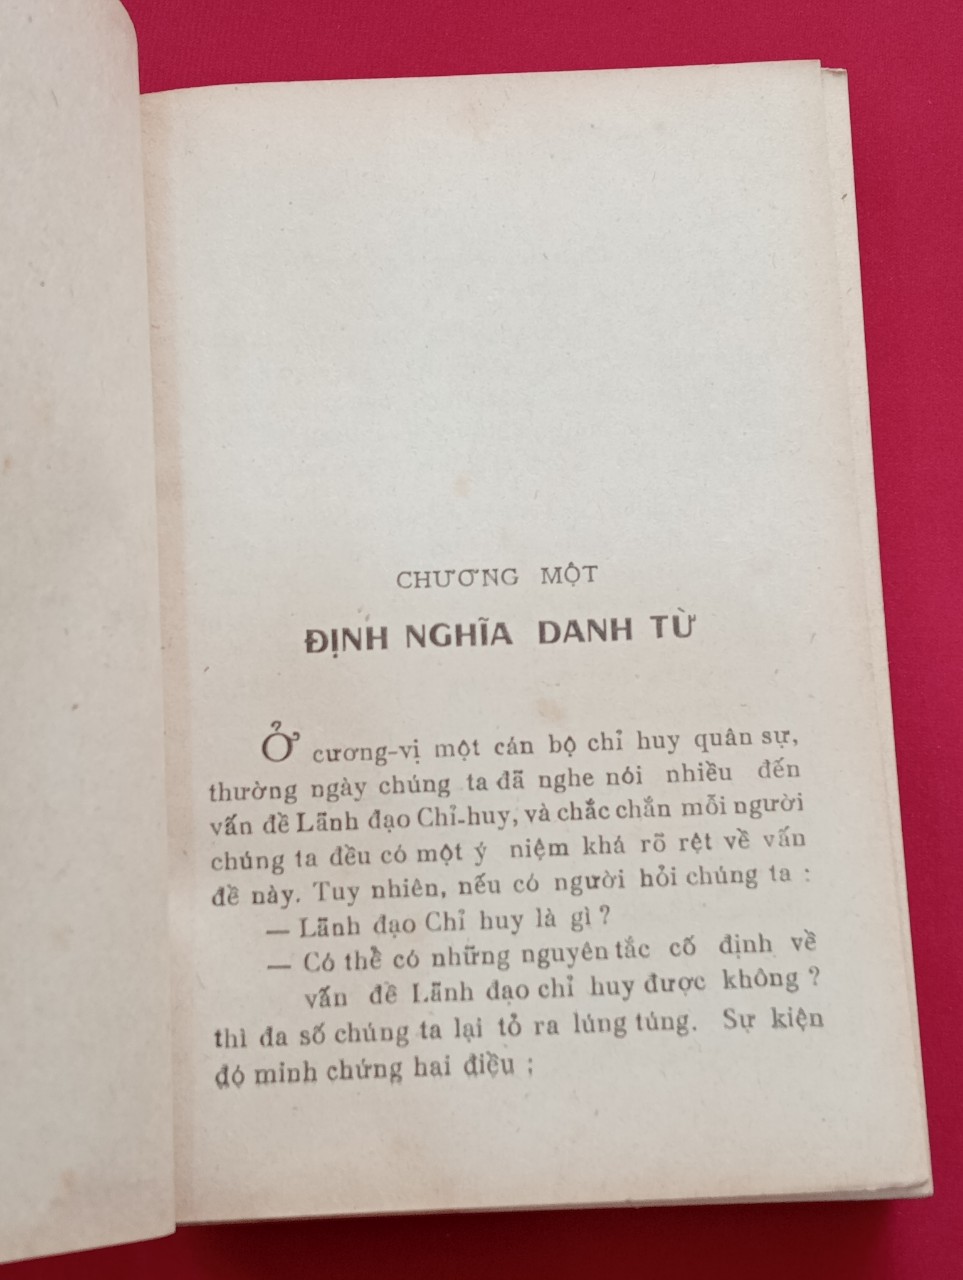 CHƯƠNG MỘT
ĐỊNH NGHĨA DANH TỪ
Ở cương-vị một cán bộ chỉ huy quân sự,
thường ngày chúng ta đã nghe nói nhiều đến
vấn đề Lãnh đạo Chỉ-huy, và chắc chắn mỗi người
chúng ta đều có một ý niệm khá rõ rệt về vấn
đề này. Tuy nhiên, nếu có người hỏi chúng ta :
— Lãnh đạo Chỉ huy là gì ?
— Có thể có những nguyên tắc cố định về
vấn đề Lãnh đạo chỉ huy được không ?
thì đa số chúng ta lại tỏ ra lúng túng. Sự kiện
đó minh chứng hai điều ;